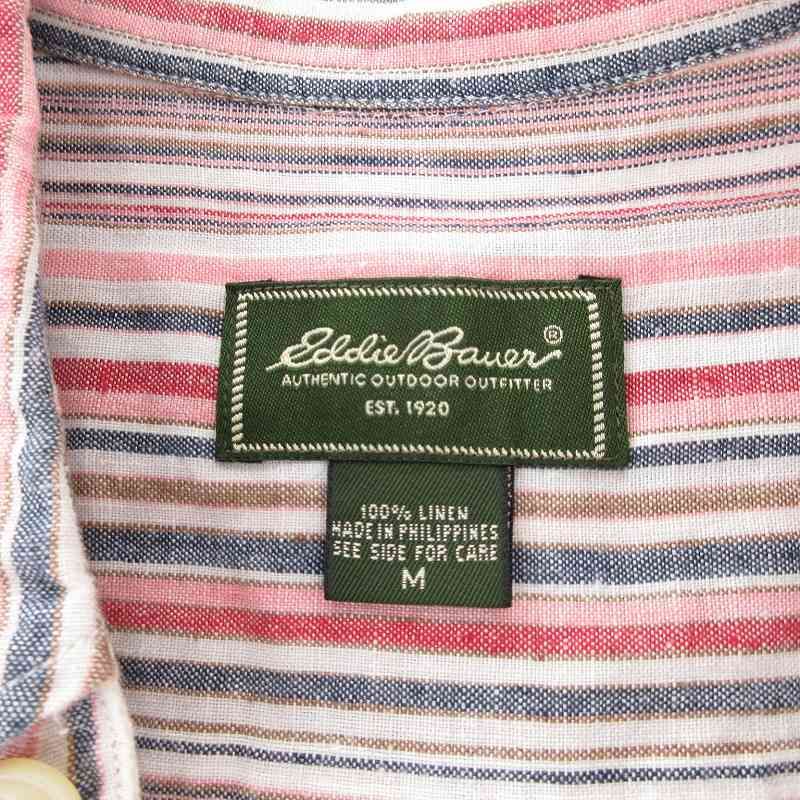 Eddie Bauer®
AUTHENTIC OUTDOOR OUTFITTER
EST. 1920
100% LINEN
MADE IN PHILIPPINES
SEE SIDE FOR CARE
M